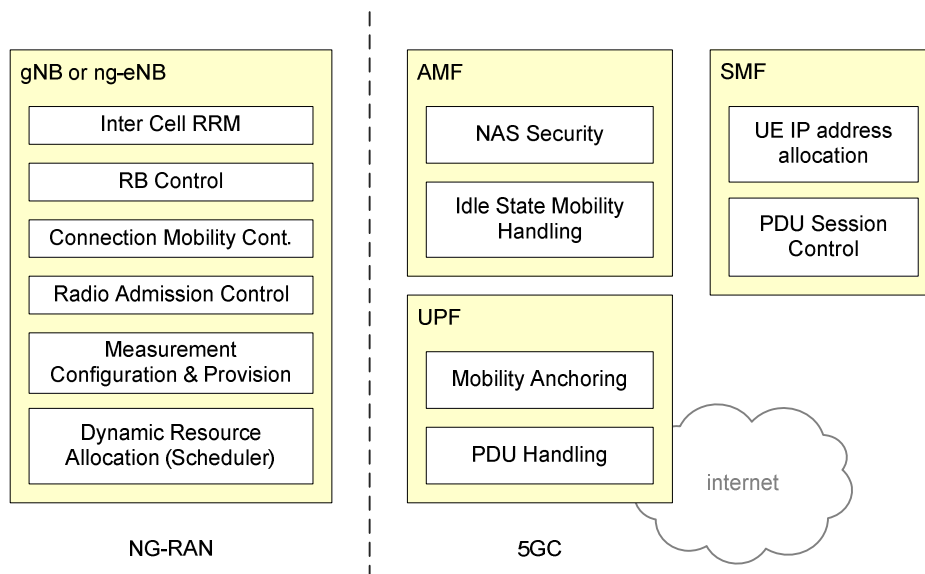 gNB or ng-eNB
Inter Cell RRM
RB Control
Connection Mobility Cont.
Radio Admission Control
Measurement
Configuration & Provision
Dynamic Resource
Allocation (Scheduler)
NG-RAN
AMF
NAS Security
Idle State Mobility
Handling
SMF
UE IP address
allocation
PDU Session
Control
UPF
Mobility Anchoring
PDU Handling
internet
5GC